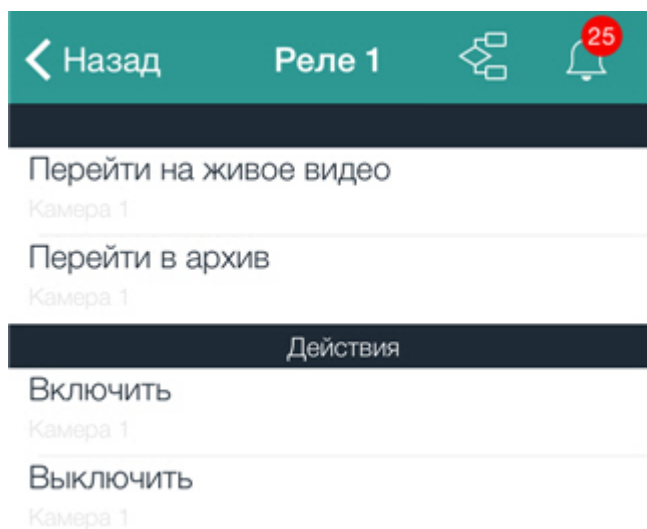 Назад
Реле 1
25
Перейти на живое видео
Камера 1
Перейти в архив
Камера 1
Действия
Включить
Камера 1
Выключить
Камера 1